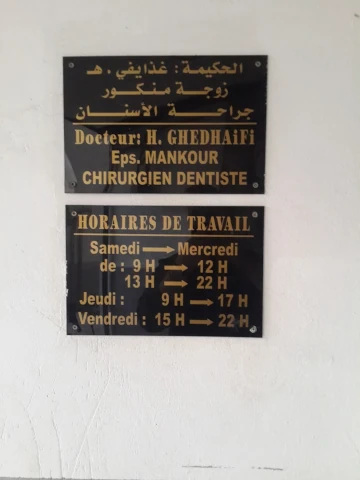 الحكيمة : غذايفي . هـ
زوجة منكور
جراحة الأسنان
Docteur: H. GHEDHAiFi
Eps. MANKOUR
CHIRURGIEN DENTISTE
HORAIRES DE TRAVAIL
Samedi → Mercredi
de : 9 H → 12 H
13 H → 22 H
Jeudi : 9 H → 17 H
Vendredi : 15 H → 22 H